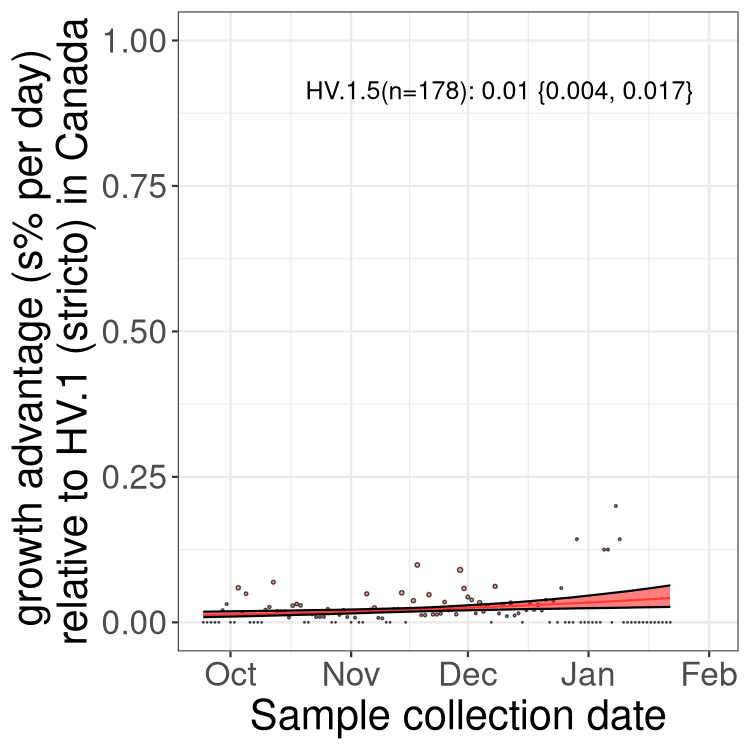 growth advantage (s% per day)
relative to HV.1 (stricto) in Canada
1.00
0.75
0.50
0.25
0.00
HV.1.5(n=178): 0.01 {0.004, 0.017}
Oct Nov Dec Jan Feb
Sample collection date